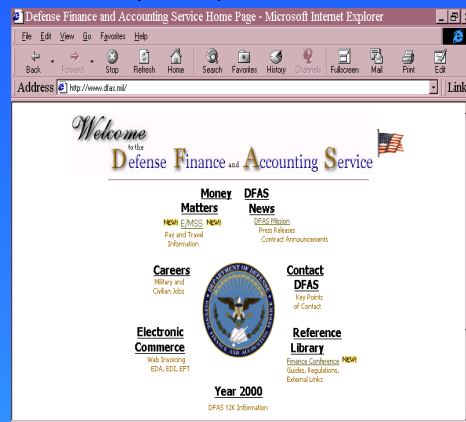 Defense Finance and Accounting Service Home Page - Microsoft Internet Explorer
File Edit View Go Favorites Help
Back Forward Stop Refresh Home Search Favorites History Channels Fullscreen Mail Print Edit
Address http://www.dfas.mil/ Link
Welcome
to the
Defense Finance and Accounting Service
Money
Matters
NEW! E/MSS NEW!
Pay and Travel
Information
DFAS
News
DFAS Mission
Press Releases
Contract Announcements
Careers
Military and
Civilian Jobs
DEPARTMENT OF DEFENSE
Contact
DFAS
Key Points
of Contact
Electronic
Commerce
Web Invoicing
EDA, EDI, EFT
Reference
Library
Finance Conference NEW!
Guides, Regulations,
External Links
Year 2000
DFAS Y2K Information